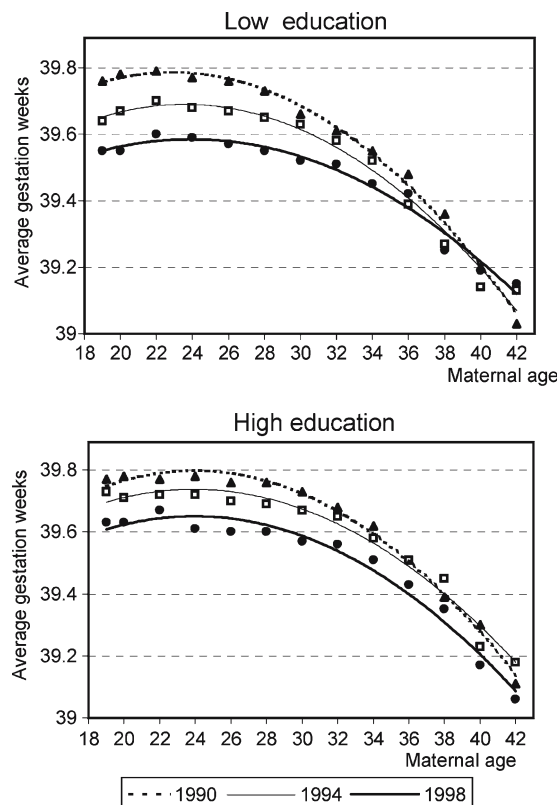 Low education
Average gestation weeks
39.8
39.6
39.4
39.2
39
18 20 22 24 26 28 30 32 34 36 38 40 42
Maternal age
High education
Average gestation weeks
39.8
39.6
39.4
39.2
39
18 20 22 24 26 28 30 32 34 36 38 40 42
Maternal age
1990 1994 1998